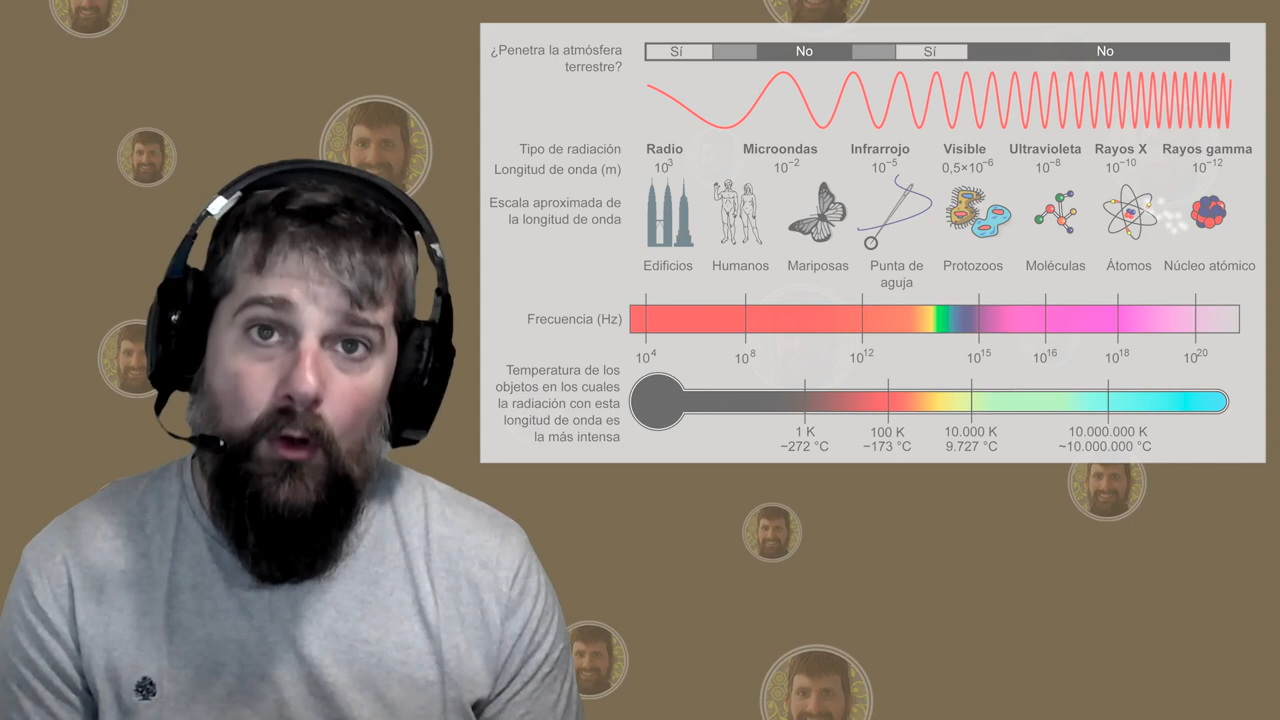 ¿Penetra la atmósfera
terrestre?
Sí No Sí No
Tipo de radiación Radio Microondas Infrarrojo Visible Ultravioleta Rayos X Rayos gamma
Longitud de onda (m) 10³ 10⁻² 10⁻⁵ 0,5×10⁻⁶ 10⁻⁸ 10⁻¹⁰ 10⁻¹²
Escala aproximada de
la longitud de onda
Edificios Humanos Mariposas Punta de
aguja Protozoos Moléculas Átomos Núcleo atómico
Frecuencia (Hz)
10⁴ 10⁸ 10¹² 10¹⁵ 10¹⁶ 10¹⁸ 10²⁰
Temperatura de los
objetos en los cuales
la radiación con esta
longitud de onda es
la más intensa
1 K 100 K 10.000 K 10.000.000 K
−272 °C −173 °C 9.727 °C ~10.000.000 °C